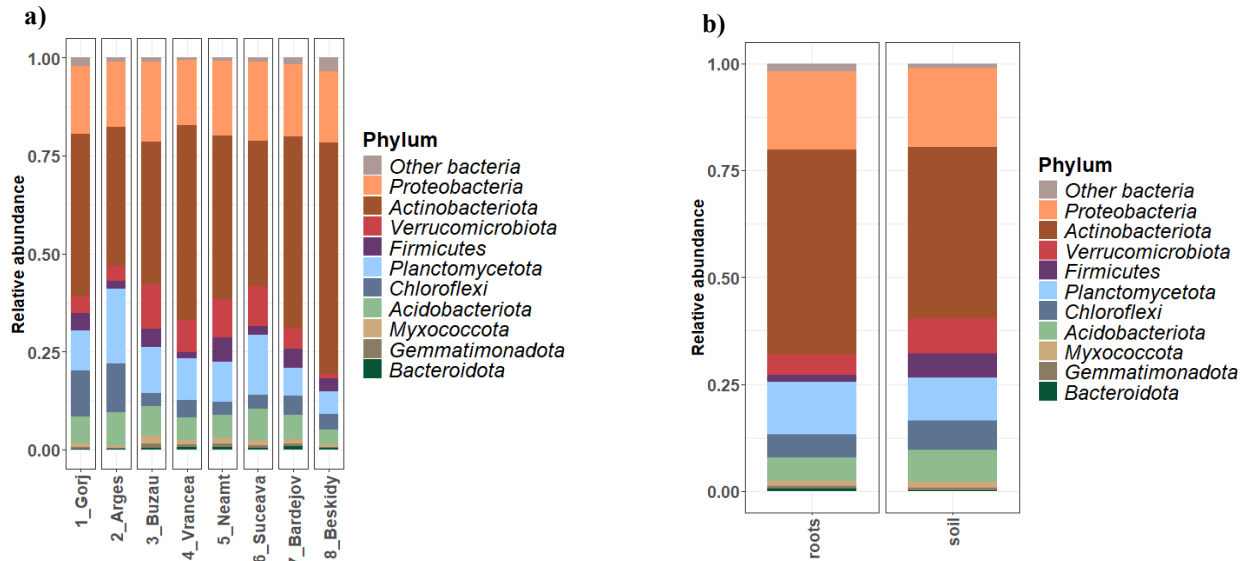 a)
1.00
0.75
0.50
0.25
0.00
Relative abundance
1_Gorj
2_Arges
3_Buzau
4_Vrancea
5_Neamt
6_Suceava
7_Bardejov
8_Beskidy
Phylum
Other bacteria
Proteobacteria
Actinobacteriota
Verrucomicrobiota
Firmicutes
Planctomycetota
Chloroflexi
Acidobacteriota
Myxococcota
Gemmatimonadota
Bacteroidota
b)
1.00
0.75
0.50
0.25
0.00
Relative abundance
roots
soil
Phylum
Other bacteria
Proteobacteria
Actinobacteriota
Verrucomicrobiota
Firmicutes
Planctomycetota
Chloroflexi
Acidobacteriota
Myxococcota
Gemmatimonadota
Bacteroidota